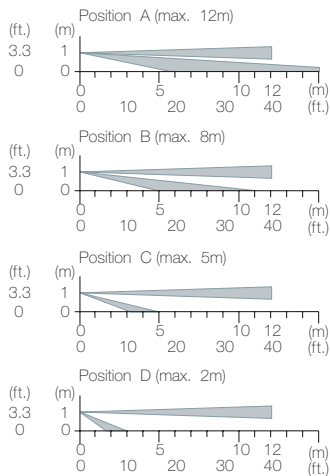 Position A (max. 12m)
(ft.) (m)
3.3 1
0 0
0 5 10 12 (m)
0 10 20 30 40 (ft.)
Position B (max. 8m)
(ft.) (m)
3.3 1
0 0
0 5 10 12 (m)
0 10 20 30 40 (ft.)
Position C (max. 5m)
(ft.) (m)
3.3 1
0 0
0 5 10 12 (m)
0 10 20 30 40 (ft.)
Position D (max. 2m)
(ft.) (m)
3.3 1
0 0
0 5 10 12 (m)
0 10 20 30 40 (ft.)